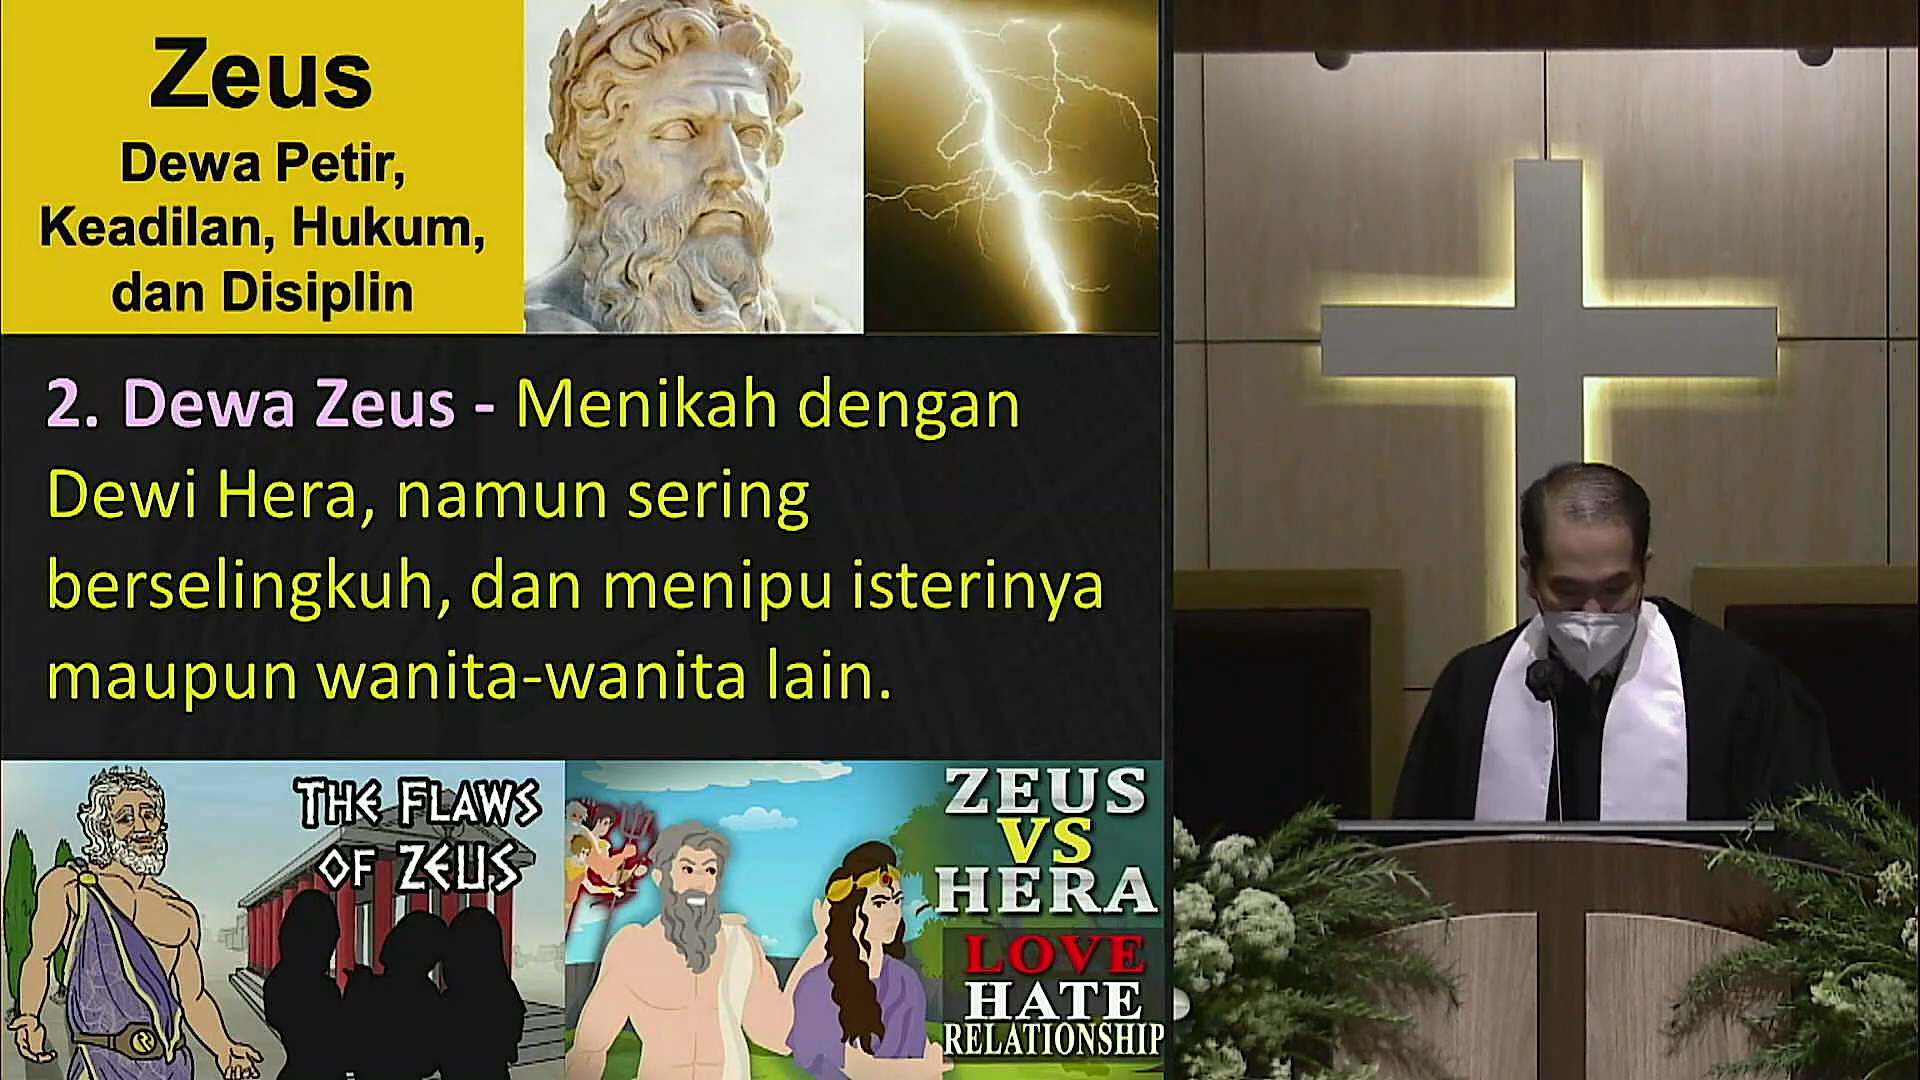 Zeus
Dewa Petir,
Keadilan, Hukum,
dan Disiplin
2. Dewa Zeus - Menikah dengan
Dewi Hera, namun sering
berselingkuh, dan menipu isterinya
maupun wanita-wanita lain.
THE FLAWS
OF ZEUS
ZEUS
VS
HERA
LOVE
HATE
RELATIONSHIP